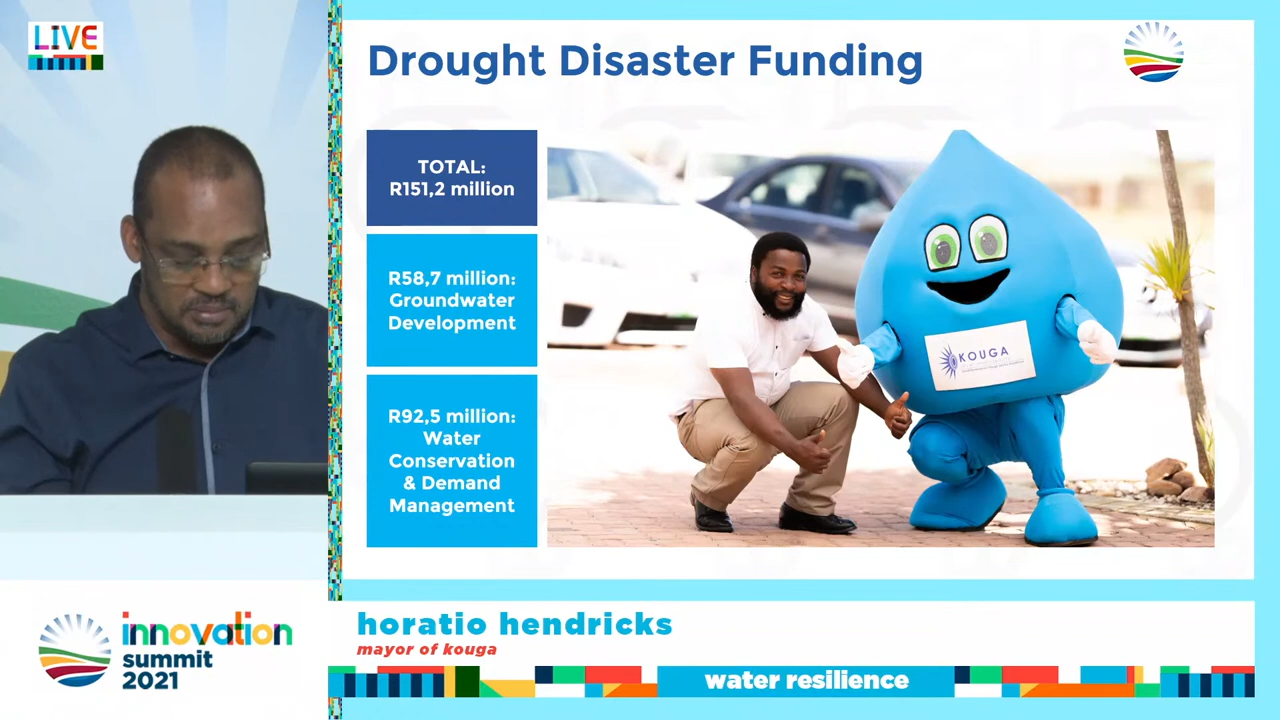 LIVE
Drought Disaster Funding
TOTAL:
R151,2 million
R58,7 million:
Groundwater
Development
R92,5 million:
Water
Conservation
& Demand
Management
KOUGA
innovation
summit
2021
horatio hendricks
mayor of kouga
water resilience